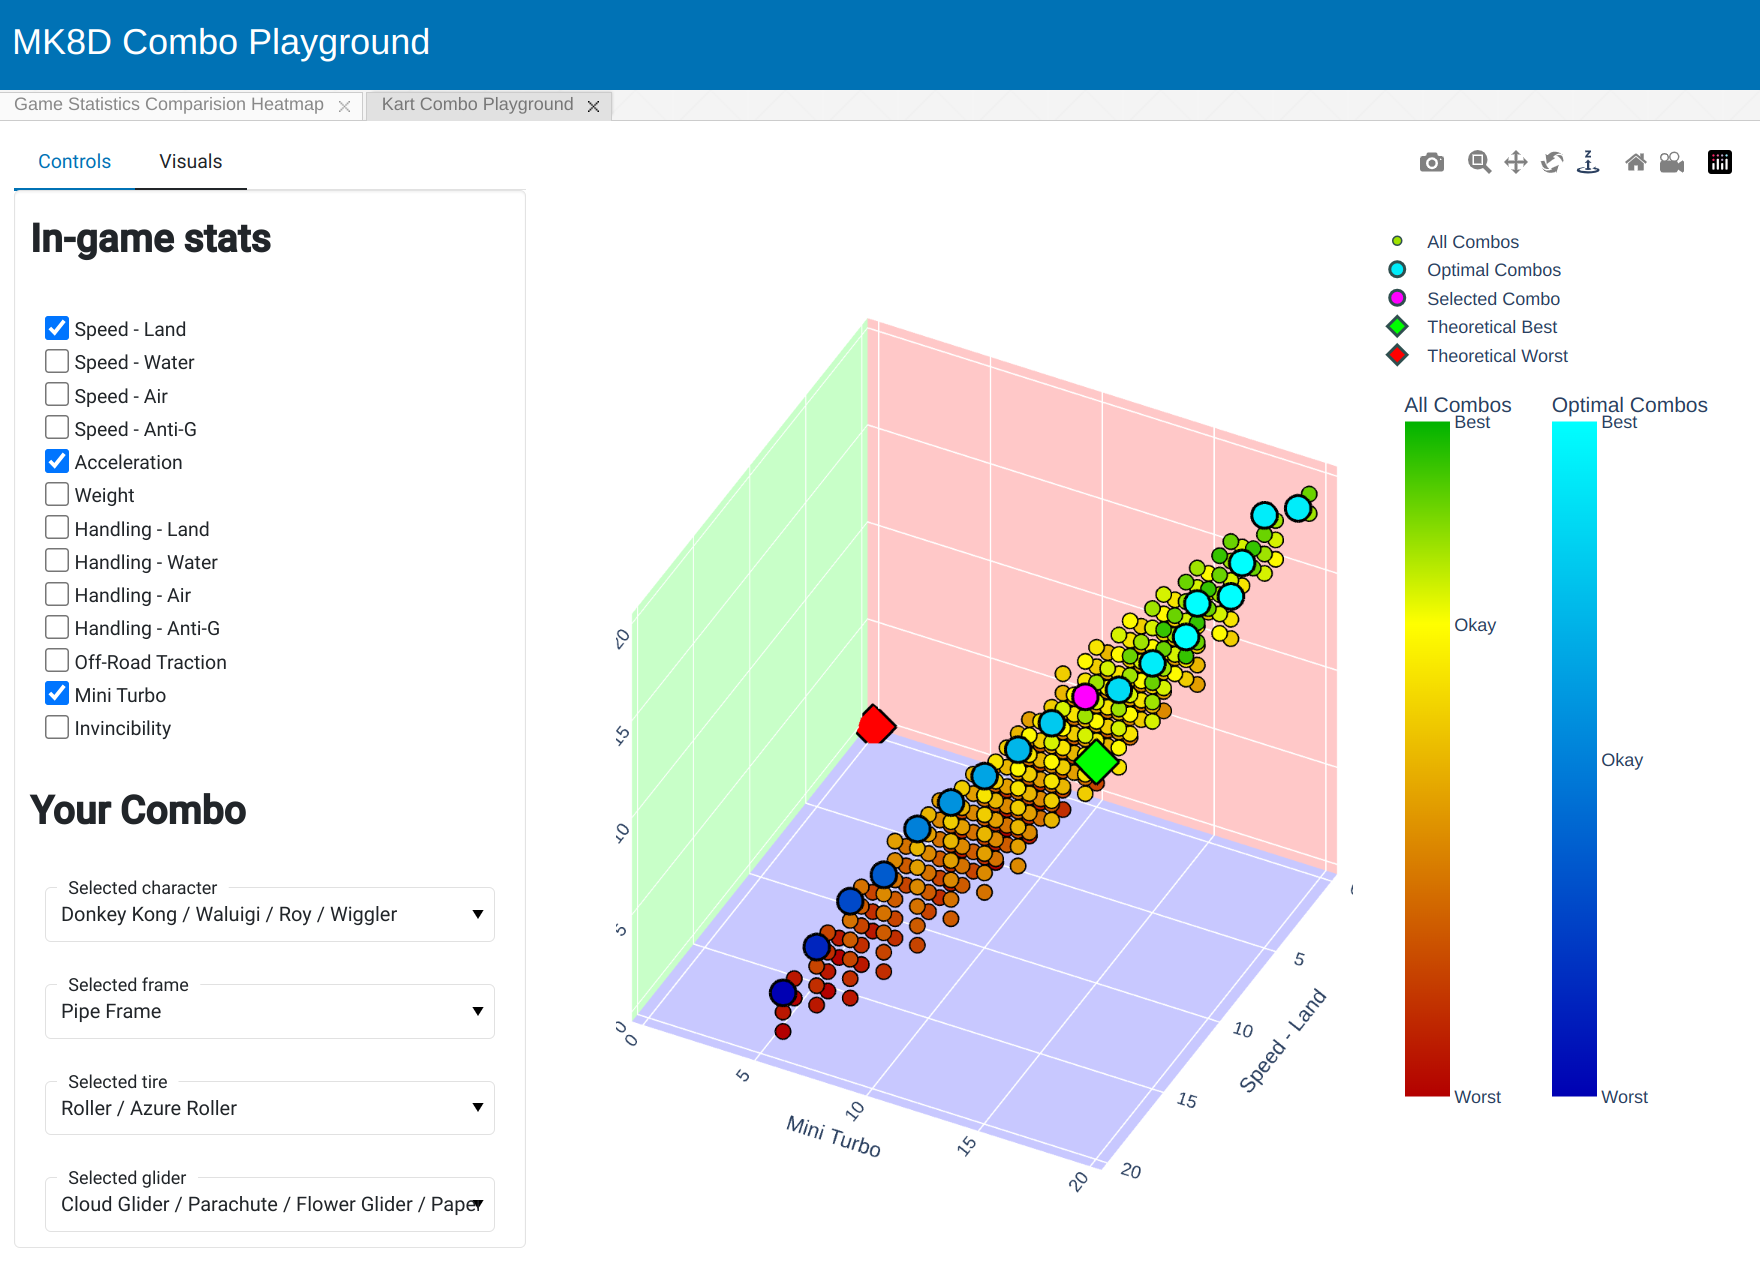 MK8D Combo Playground
Game Statistics Comparision Heatmap
Kart Combo Playground
Controls
Visuals
In-game stats
Speed - Land
Speed - Water
Speed - Air
Speed - Anti-G
Acceleration
Weight
Handling - Land
Handling - Water
Handling - Air
Handling - Anti-G
Off-Road Traction
Mini Turbo
Invincibility
Your Combo
Selected character
Donkey Kong / Waluigi / Roy / Wiggler
Selected frame
Pipe Frame
Selected tire
Roller / Azure Roller
Selected glider
Cloud Glider / Parachute / Flower Glider / Pape
Z
All Combos
Optimal Combos
Selected Combo
Theoretical Best
Theoretical Worst
All Combos
Best
Okay
Worst
Optimal Combos
Best
Okay
Worst
20
15
10
5
0
0
5
10
15
20
Mini Turbo
5
10
15
20
Speed - Land